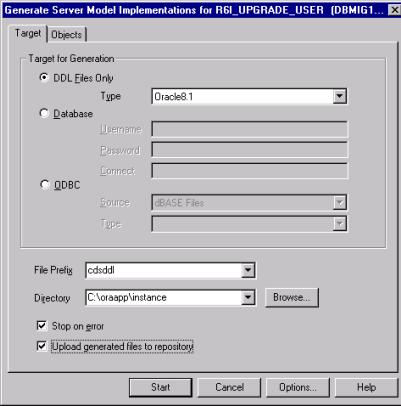 Generate Server Model Implementations for R6I_UPGRADE_USER (DBMIG1...
Target Objects
Target for Generation
DDL Files Only
Type Oracle8.1
Database
Username
Password
Connect
ODBC
Source dBASE Files
Type
File Prefix cdsddl
Directory C:\oraapp\instance Browse...
Stop on error
Upload generated files to repository
Start Cancel Options... Help